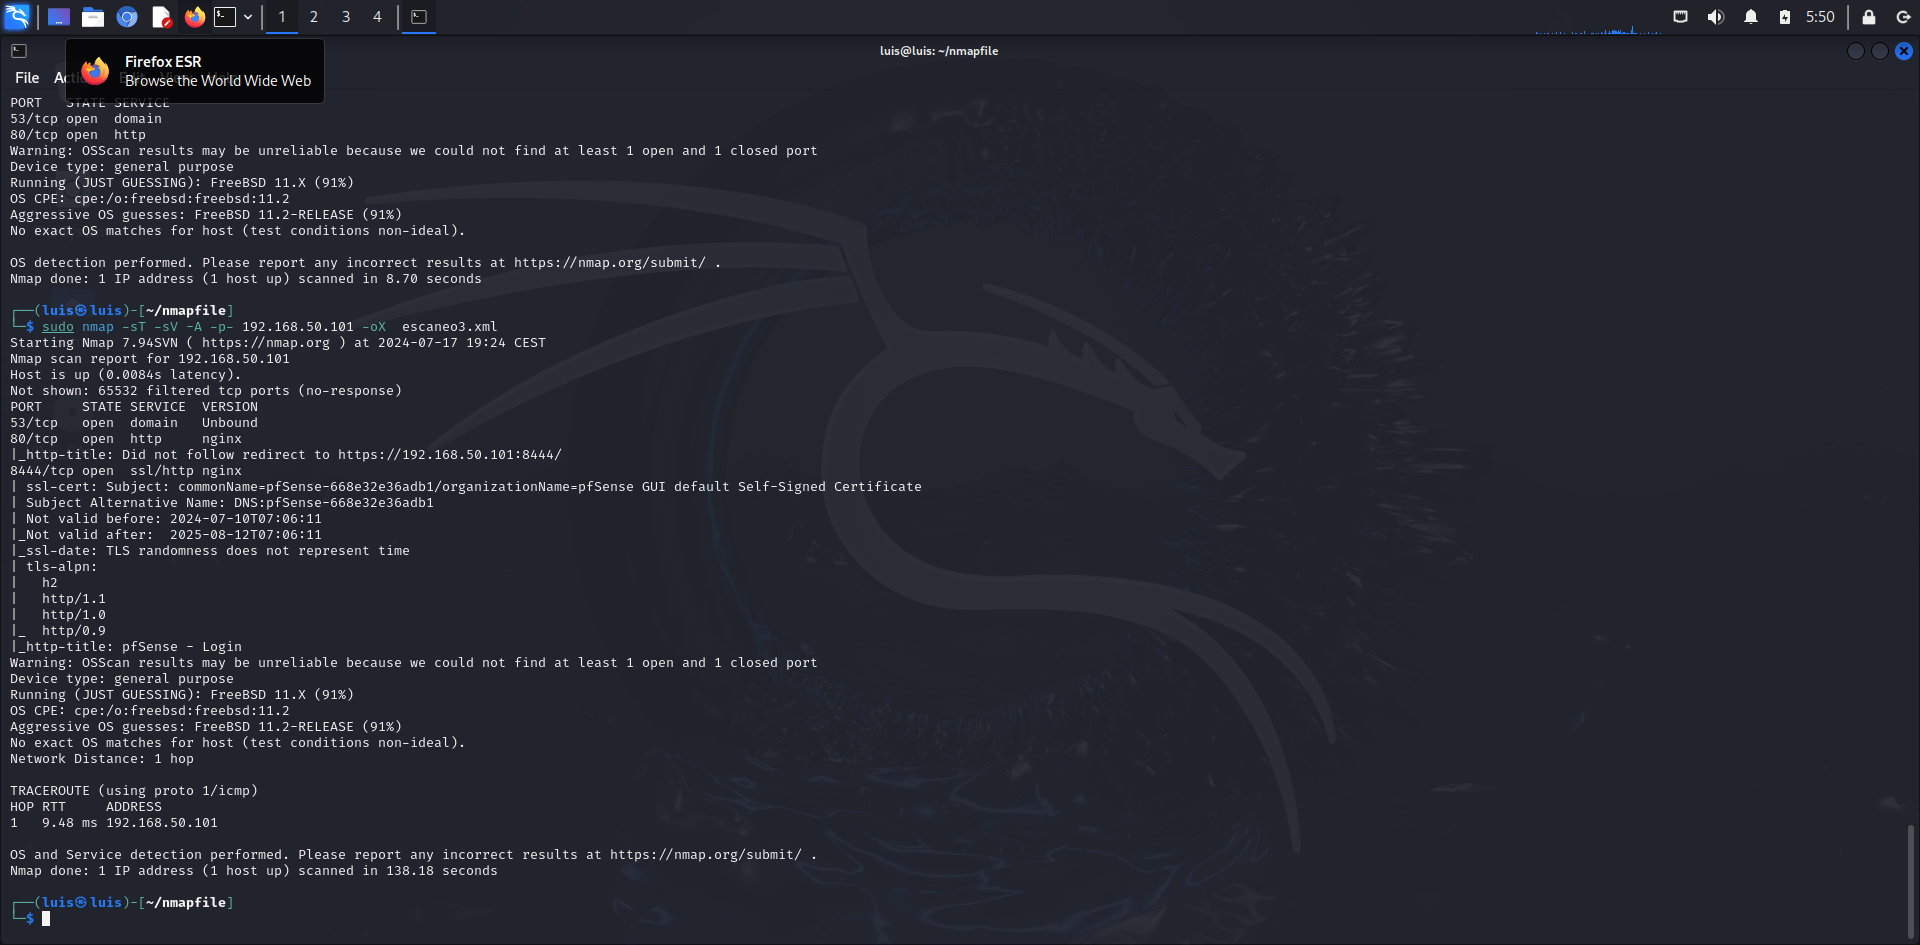 1 2 3 4 5:50
luis@luis: ~/nmapfile
Firefox ESR
Browse the World Wide Web
File
PORT STATE SERVICE
53/tcp open domain
80/tcp open http
Warning: OSScan results may be unreliable because we could not find at least 1 open and 1 closed port
Device type: general purpose
Running (JUST GUESSING): FreeBSD 11.X (91%)
OS CPE: cpe:/o:freebsd:freebsd:11.2
Aggressive OS guesses: FreeBSD 11.2-RELEASE (91%)
No exact OS matches for host (test conditions non-ideal).
OS detection performed. Please report any incorrect results at https://nmap.org/submit/ .
Nmap done: 1 IP address (1 host up) scanned in 8.70 seconds
┌──(luis㉿luis)-[~/nmapfile]
└─$ sudo nmap -sT -sV -A -p- 192.168.50.101 -oX  escaneo3.xml
Starting Nmap 7.94SVN ( https://nmap.org ) at 2024-07-17 19:24 CEST
Nmap scan report for 192.168.50.101
Host is up (0.0084s latency).
Not shown: 65532 filtered tcp ports (no-response)
PORT     STATE SERVICE  VERSION
53/tcp   open  domain   Unbound
80/tcp   open  http     nginx
|_http-title: Did not follow redirect to https://192.168.50.101:8444/
8444/tcp open  ssl/http nginx
| ssl-cert: Subject: commonName=pfSense-668e32e36adb1/organizationName=pfSense GUI default Self-Signed Certificate
| Subject Alternative Name: DNS:pfSense-668e32e36adb1
| Not valid before: 2024-07-10T07:06:11
|_Not valid after:  2025-08-12T07:06:11
|_ssl-date: TLS randomness does not represent time
| tls-alpn:
|   h2
|   http/1.1
|   http/1.0
|_  http/0.9
|_http-title: pfSense - Login
Warning: OSScan results may be unreliable because we could not find at least 1 open and 1 closed port
Device type: general purpose
Running (JUST GUESSING): FreeBSD 11.X (91%)
OS CPE: cpe:/o:freebsd:freebsd:11.2
Aggressive OS guesses: FreeBSD 11.2-RELEASE (91%)
No exact OS matches for host (test conditions non-ideal).
Network Distance: 1 hop
TRACEROUTE (using proto 1/icmp)
HOP RTT     ADDRESS
1   9.48 ms 192.168.50.101
OS and Service detection performed. Please report any incorrect results at https://nmap.org/submit/ .
Nmap done: 1 IP address (1 host up) scanned in 138.18 seconds
┌──(luis㉿luis)-[~/nmapfile]
└─$